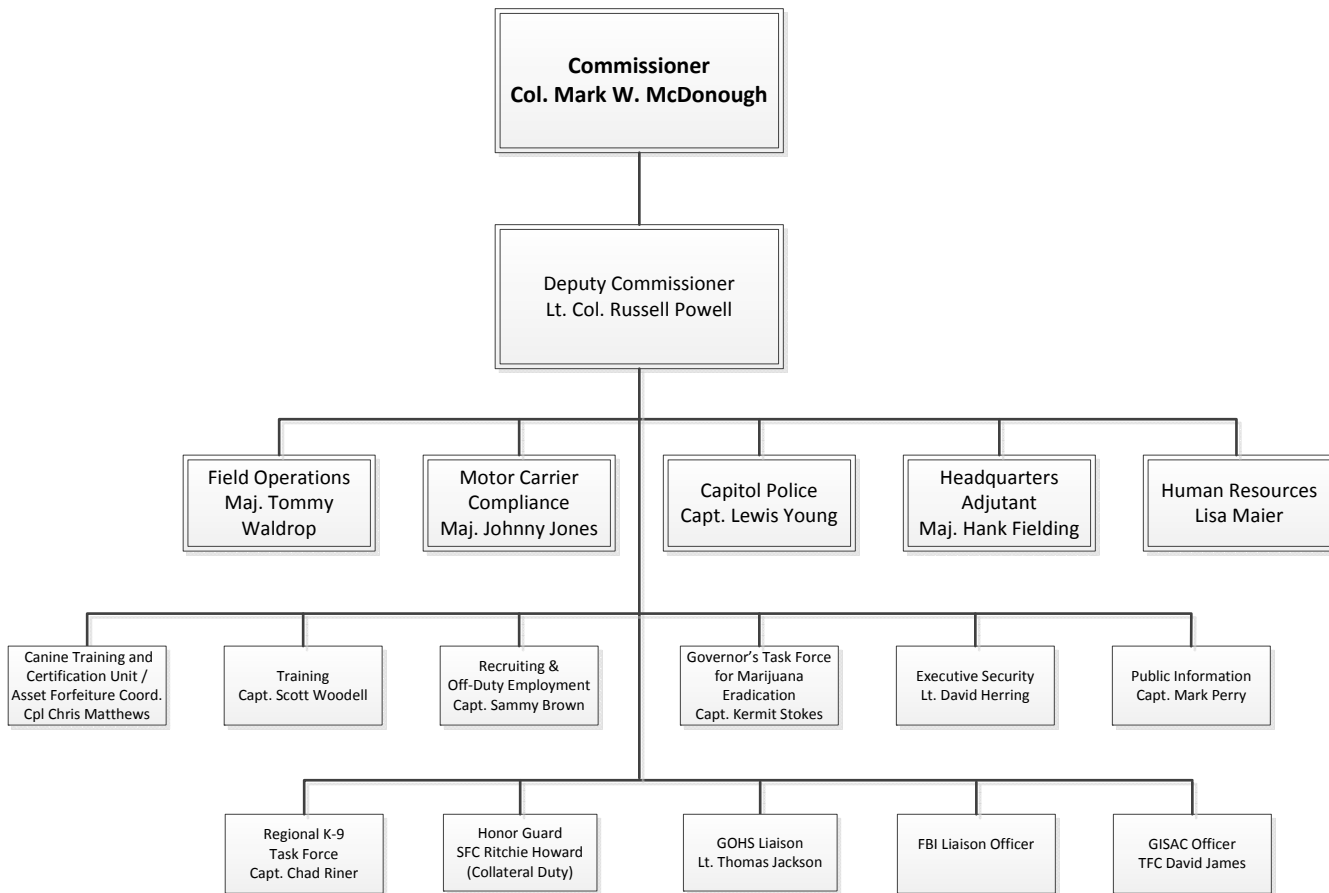 Commissioner
Col. Mark W. McDonough
Deputy Commissioner
Lt. Col. Russell Powell
Field Operations
Maj. Tommy
Waldrop
Motor Carrier
Compliance
Maj. Johnny Jones
Capitol Police
Capt. Lewis Young
Headquarters
Adjutant
Maj. Hank Fielding
Human Resources
Lisa Maier
Canine Training and
Certification Unit /
Asset Forfeiture Coord.
Cpl Chris Matthews
Training
Capt. Scott Woodell
Recruiting &
Off-Duty Employment
Capt. Sammy Brown
Governor’s Task Force
for Marijuana
Eradication
Capt. Kermit Stokes
Executive Security
Lt. David Herring
Public Information
Capt. Mark Perry
Regional K-9
Task Force
Capt. Chad Riner
Honor Guard
SFC Ritchie Howard
(Collateral Duty)
GOHS Liaison
Lt. Thomas Jackson
FBI Liaison Officer
GISAC Officer
TFC David James